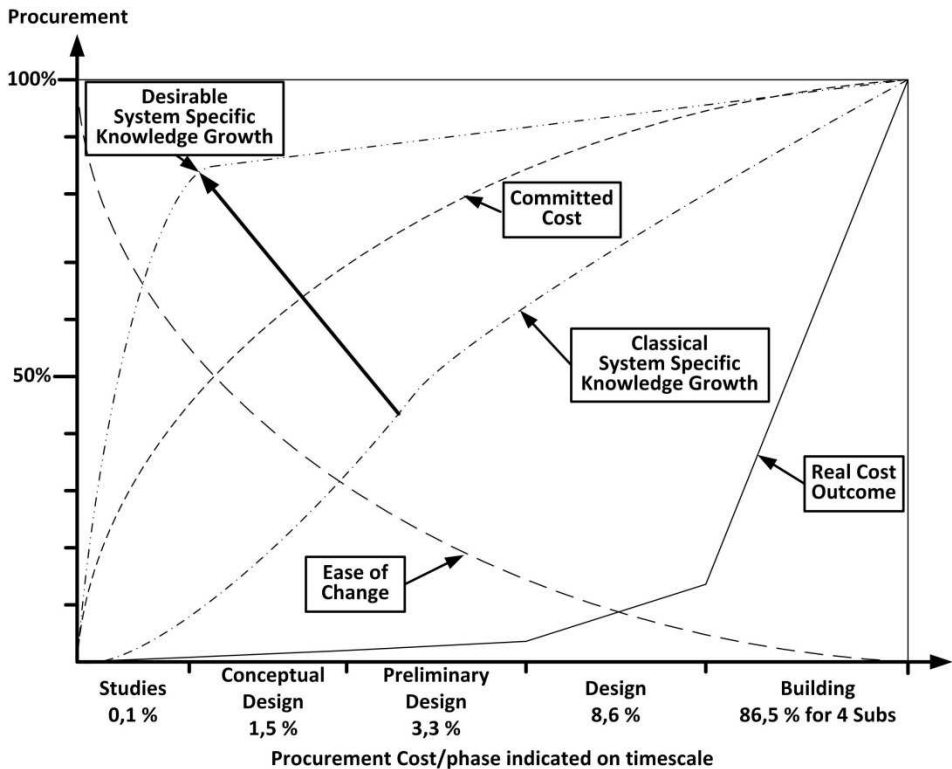 Procurement
100%
Desirable
System Specific
Knowledge Growth
Committed
Cost
50%
Classical
System Specific
Knowledge Growth
Real Cost
Outcome
Ease of
Change
Studies
0,1 %
Conceptual
Design
1,5 %
Preliminary
Design
3,3 %
Design
8,6 %
Building
86,5 % for 4 Subs
Procurement Cost/phase indicated on timescale